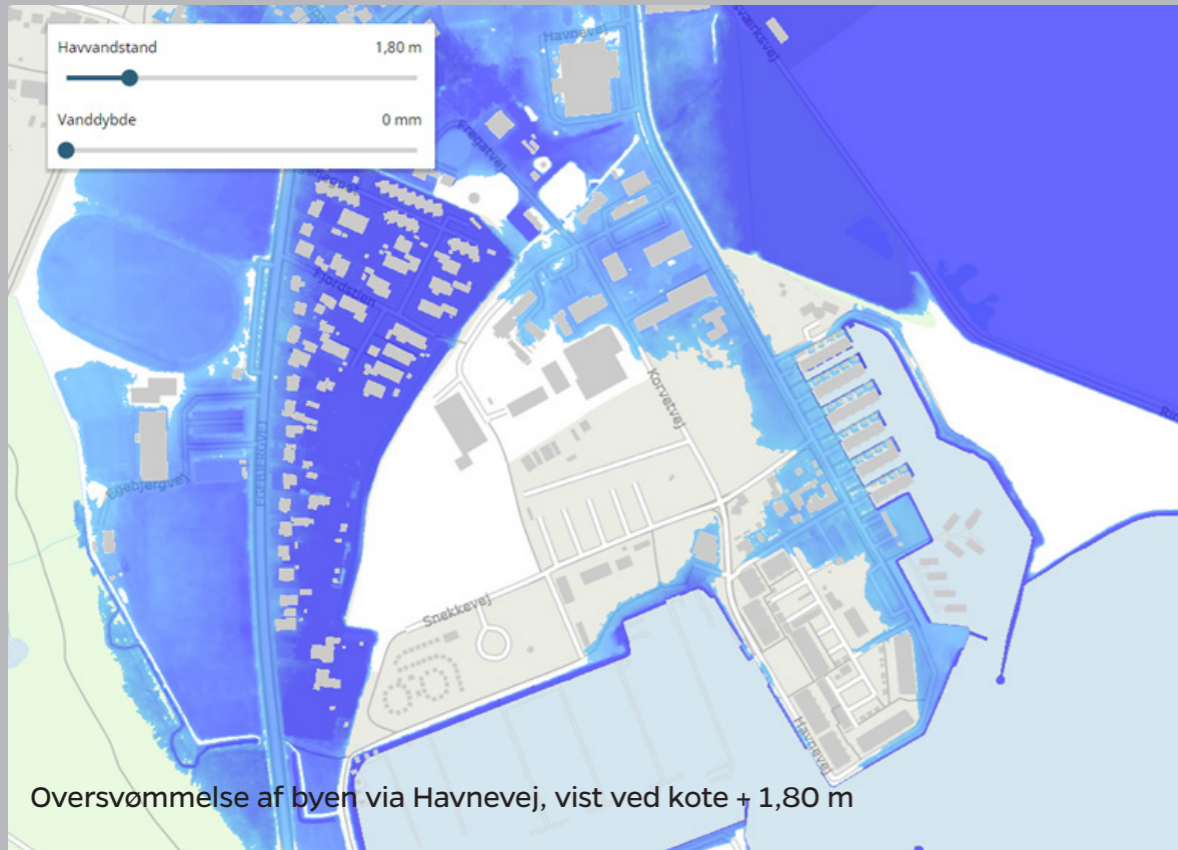 Havvandstand 1,80 m
Vanddybde 0 mm
Havnevej
Fregatvej
Fjordstien
Korvetvej
EGEBJERGVEJ
Egebjergvej
Snekkevej
Havnevej
Oversvømmelse af byen via Havnevej, vist ved kote + 1,80 m